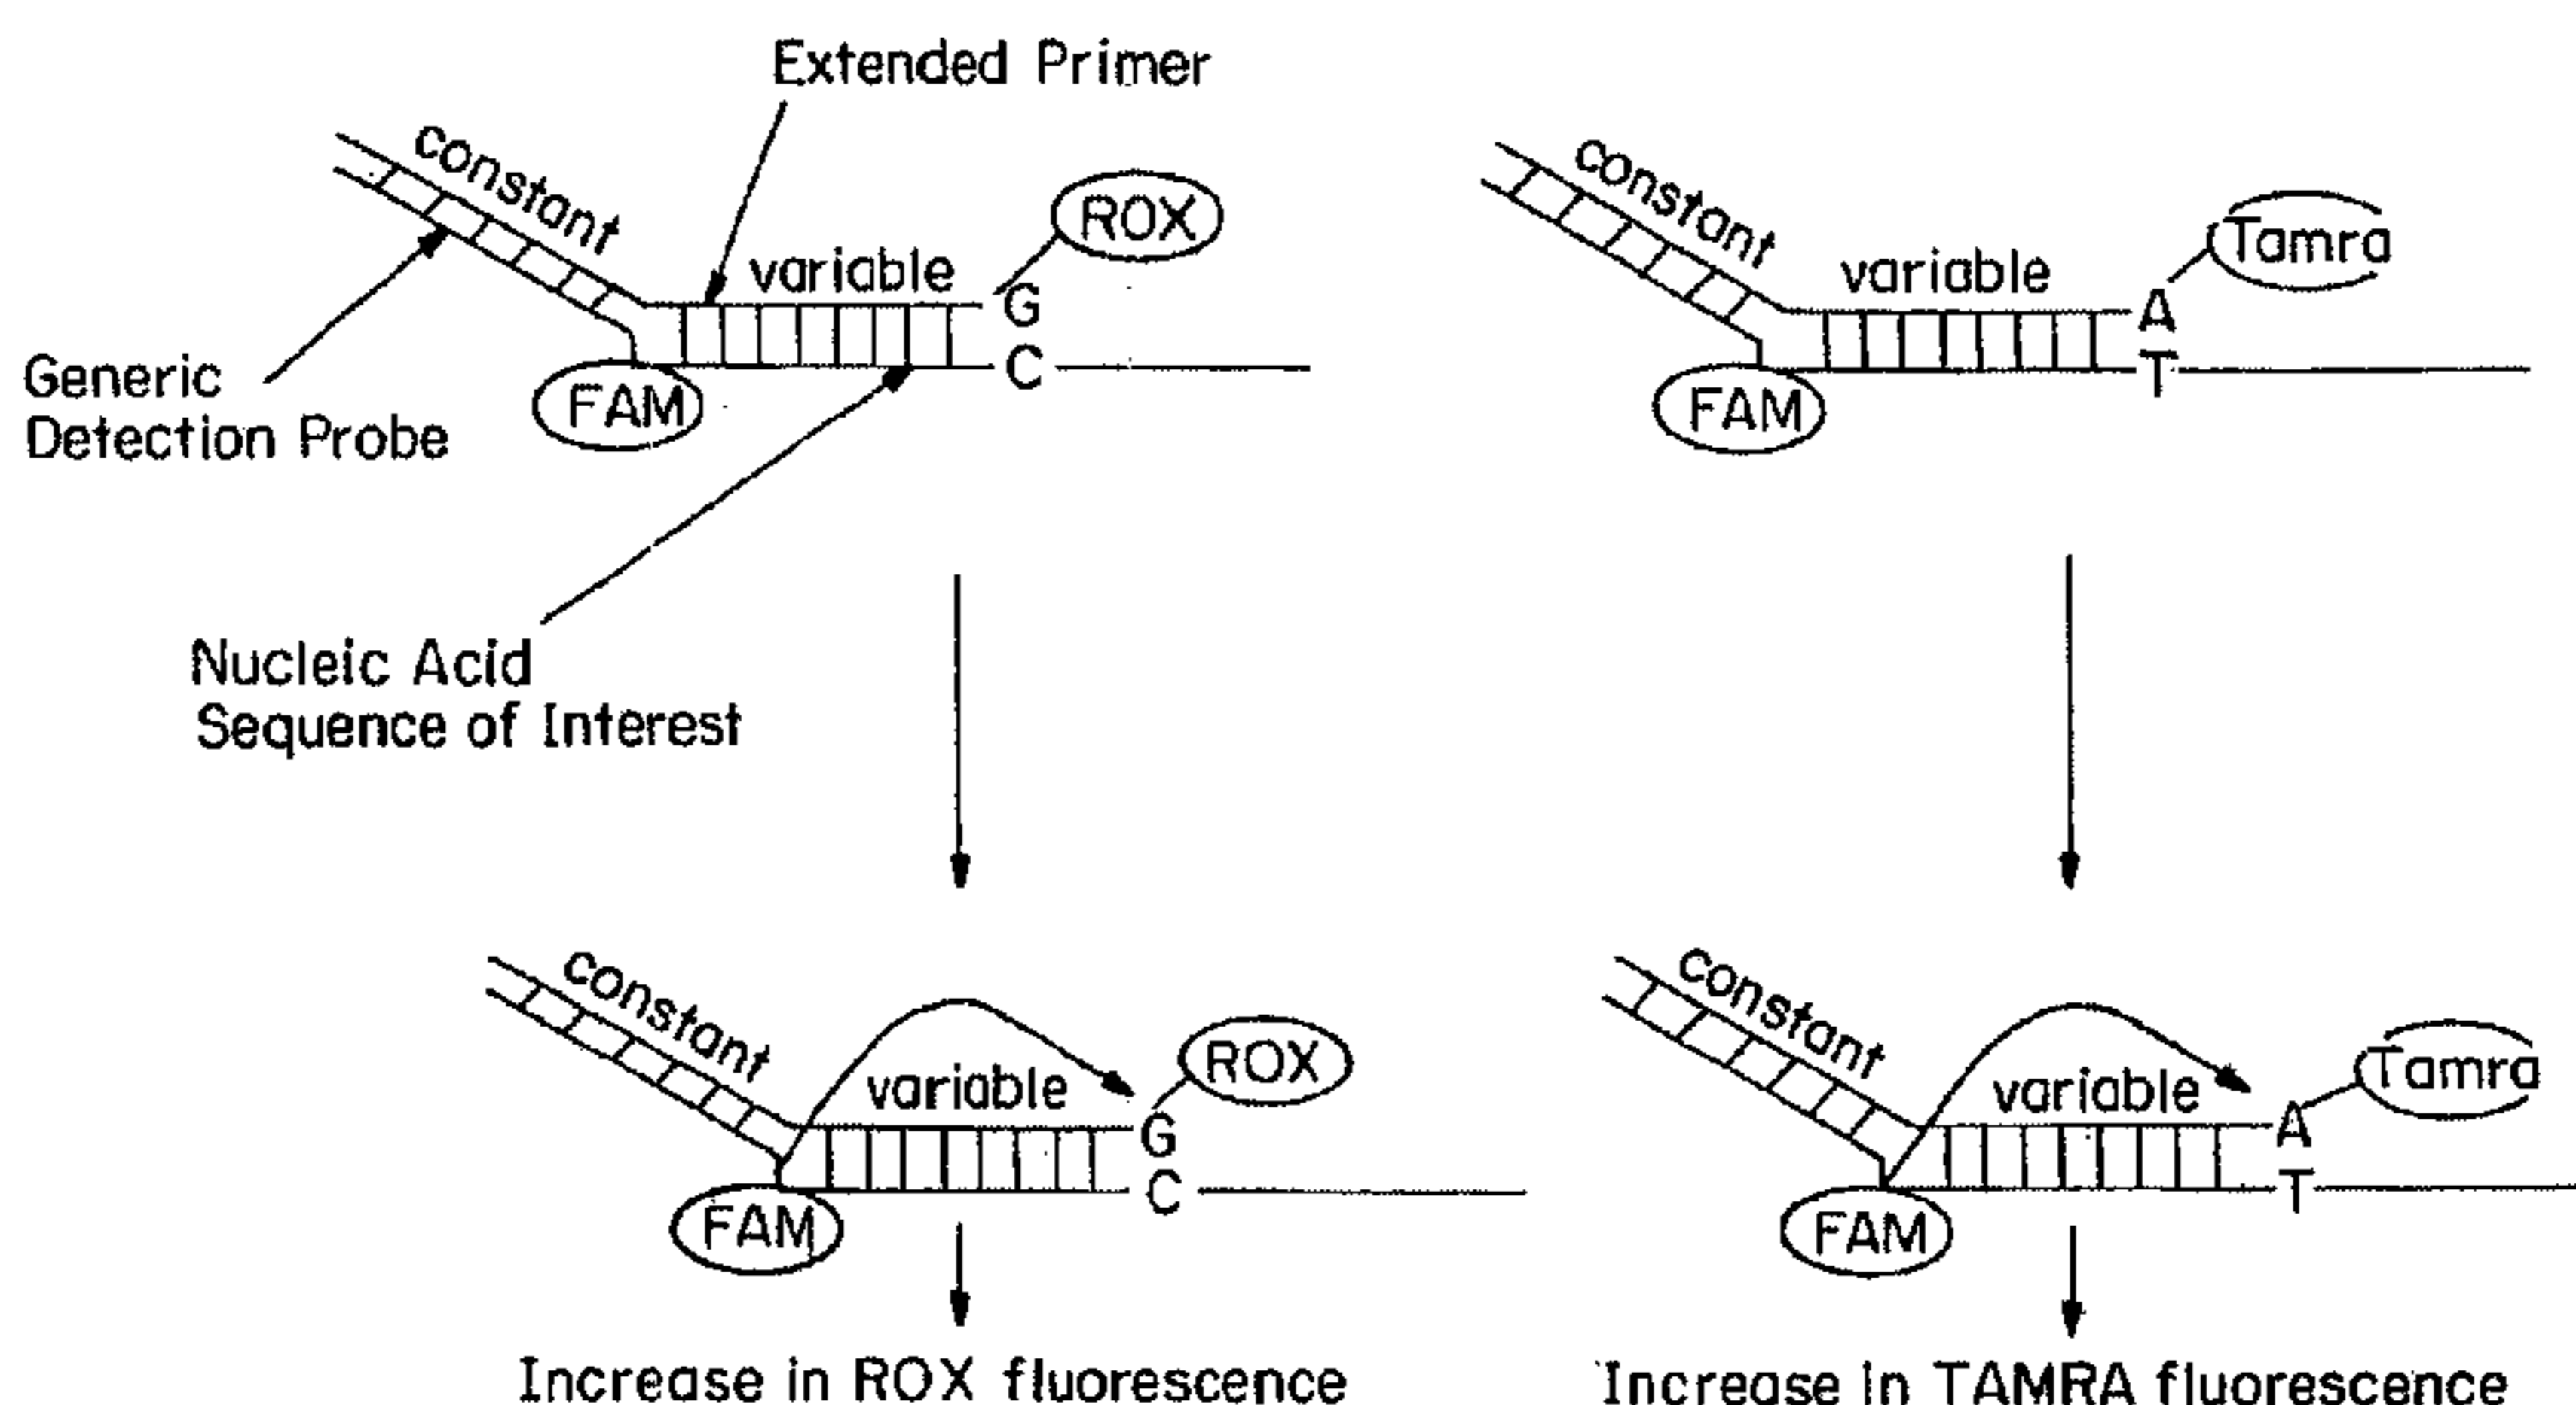 Extended Primer
constant
variable
ROX
G
C
FAM
Generic
Detection Probe
Nucleic Acid
Sequence of Interest
constant
variable
Tamra
A
T
FAM
constant
variable
ROX
G
C
FAM
Increase in ROX fluorescence
constant
variable
Tamra
A
T
FAM
Increase in TAMRA fluorescence